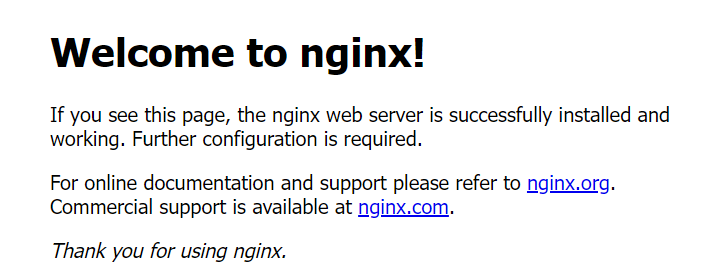 Welcome to nginx!
If you see this page, the nginx web server is successfully installed and
working. Further configuration is required.
For online documentation and support please refer to nginx.org.
Commercial support is available at nginx.com.
Thank you for using nginx.